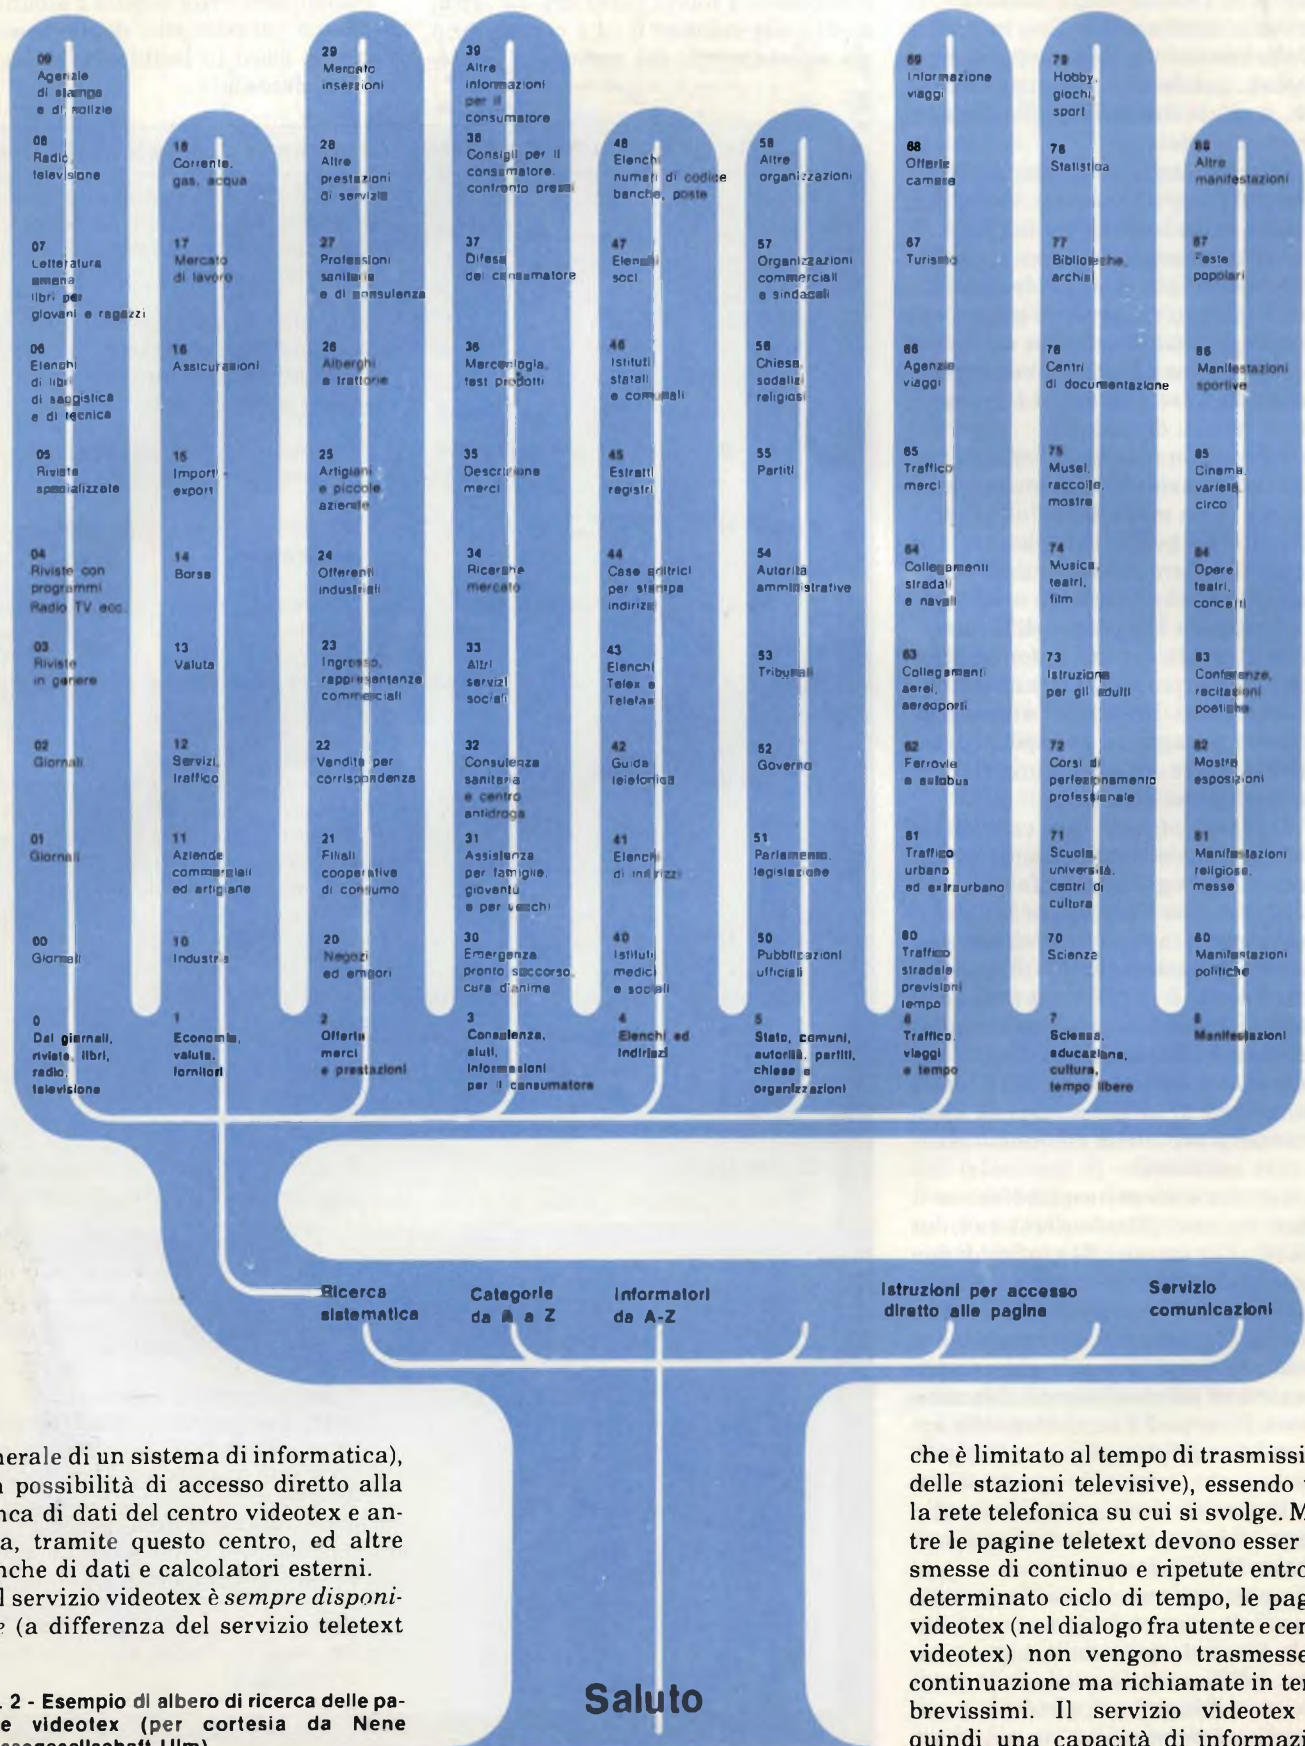 09
Agenzie
di stampa
e di notizie
08
Radio,
televisione
07
Letteratura
amena
libri per
giovani e ragazzi
06
Elenchi
di libri
di saggistica
e di tecnica
05
Riviste
specializzate
04
Riviste con
programmi
Radio TV ecc.
03
Riviste
in genere
02
Giornali
01
Giornali
00
Giornali
0
Dai giornali,
riviste, libri,
radio,
televisione
18
Corrente,
gas, acqua
17
Mercato
di lavoro
16
Assicurazioni
15
Import -
export
14
Borse
13
Valuta
12
Servizi,
traffico
11
Aziende
commerciali
ed artigiane
10
Industria
1
Economia,
valuta,
fornitori
29
Mercato
inserzioni
28
Altre
prestazioni
di servizio
27
Professioni
sanitarie
e di consulenza
26
Alberghi
e trattorie
25
Artigiani
e piccole
aziende
24
Offerenti
industriali
23
Ingrosso,
rappresentanze
commerciali
22
Vendita per
corrispondenza
21
Filiali
cooperative
di consumo
20
Negozi
ed empori
2
Offerta
merci
e prestazioni
39
Altre
informazioni
per il
consumatore
38
Consigli per il
consumatore,
confronto prezzi
37
Difesa
del consumatore
36
Merceologia,
test prodotti
35
Descrizione
merci
34
Ricerche
mercato
33
Altri
servizi
sociali
32
Consulenza
sanitaria
e centro
antidroga
31
Assistenza
per famiglie,
gioventù
e per vecchi
30
Emergenza
pronto soccorso,
cura d'anime
3
Consulenza,
aiuti,
informazioni
per il consumatore
48
Elenchi
numeri di codice
banche, poste
47
Elenchi
soci
46
Istituti
statali
e comunali
45
Estratti
registri
44
Case editrici
per stampa
indirizzi
43
Elenchi
Telex e
Telefax
42
Guida
telefonica
41
Elenchi
di indirizzi
40
Istituti
medici
e sociali
4
Elenchi ed
indirizzi
58
Altre
organizzazioni
57
Organizzazioni
commerciali
e sindacali
56
Chiesa,
sodalizi
religiosi
55
Partiti
54
Autorità
amministrative
53
Tribunali
52
Governo
51
Parlamento,
legislazione
50
Pubblicazioni
ufficiali
5
Stato, comuni,
autorità, partiti,
chiese e
organizzazioni
69
Informazione
viaggi
68
Offerte
camere
67
Turismo
66
Agenzie
viaggi
65
Traffico
merci
64
Collegamenti
stradali
e navali
63
Collegamenti
aerei,
aereoporti
62
Ferrovie
e autobus
61
Traffico
urbano
ed extraurbano
60
Traffico
stradale
previsioni
tempo
6
Traffico,
viaggi
e tempo
79
Hobby,
giochi,
sport
78
Statistica
77
Biblioteche,
archivi
76
Centri
di documentazione
75
Musei,
raccolte,
mostre
74
Musica,
teatri,
film
73
Istruzione
per gli adulti
72
Corsi di
perfezionamento
professionale
71
Scuola,
università,
centri di
cultura
70
Scienza
7
Scienza,
educazione,
cultura,
tempo libero
88
Altre
manifestazioni
87
Feste
popolari
86
Manifestazioni
sportive
85
Cinema,
varietà,
circo
84
Opere
teatri,
concerti
83
Conferenze,
recitazioni
poetiche
82
Mostre
esposizioni
81
Manifestazioni
religiose,
messe
80
Manifestazioni
politiche
8
Manifestazioni
Ricerca
sistematica
Categorie
da A a Z
Informatori
da A-Z
Istruzioni per accesso
diretto alle pagine
Servizio
comunicazioni
Saluto
nerale di un sistema di informatica),
a possibilità di accesso diretto alla
nca di dati del centro videotex e an-
a, tramite questo centro, ed altre
nche di dati e calcolatori esterni.
l servizio videotex è sempre disponi-
(a differenza del servizio teletext
. 2 - Esempio di albero di ricerca delle pa-
e videotex (per cortesia da Nene
che è limitato al tempo di trasmissi
delle stazioni televisive), essendo
la rete telefonica su cui si svolge. M
tre le pagine teletext devono esser
smesse di continuo e ripetute entro
determinato ciclo di tempo, le pag
videotex (nel dialogo fra utente e cen
videotex) non vengono trasmesse
continuazione ma richiamate in ten
brevissimi. Il servizio videotex
quindi una capacità di informazi